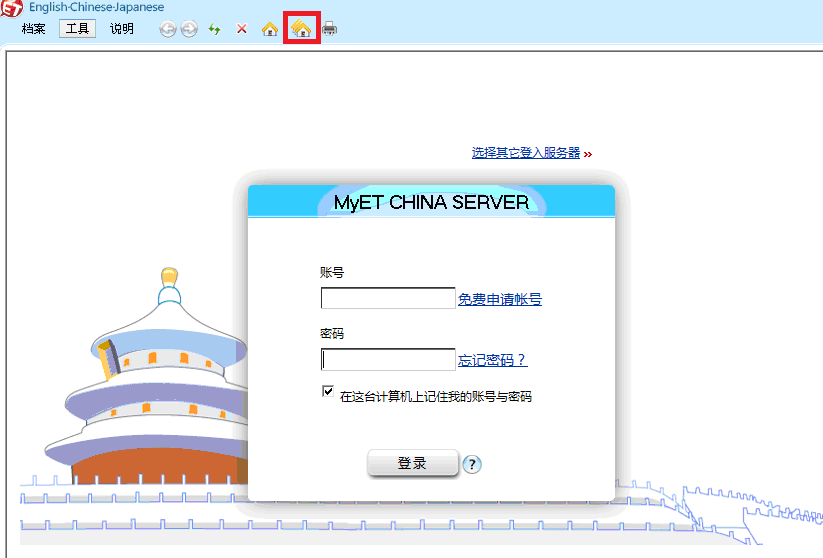 ET English-Chinese-Japanese
档案 工具 说明
选择其它登入服务器 »
MyET CHINA SERVER
账号
免费申请帐号
密码
忘记密码？
在这台计算机上记住我的账号与密码
登录 ?